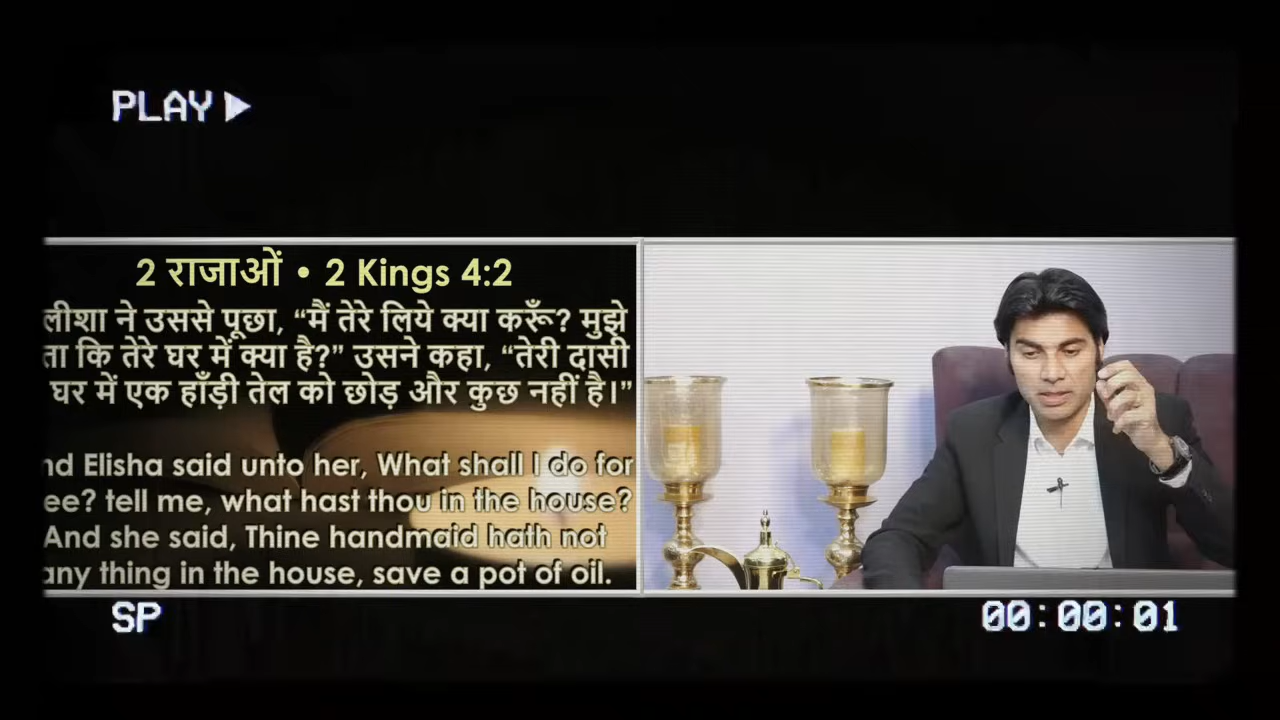 PLAY
2 राजाओं • 2 Kings 4:2
लीशा ने उससे पूछा, “मैं तेरे लिये क्या करूँ? मुझे
ता कि तेरे घर में क्या है?” उसने कहा, “तेरी दासी
घर में एक हाँड़ी तेल को छोड़ और कुछ नहीं है।”
nd Elisha said unto her, What shall I do for
ee? tell me, what hast thou in the house?
And she said, Thine handmaid hath not
any thing in the house, save a pot of oil.
SP
00:00:01